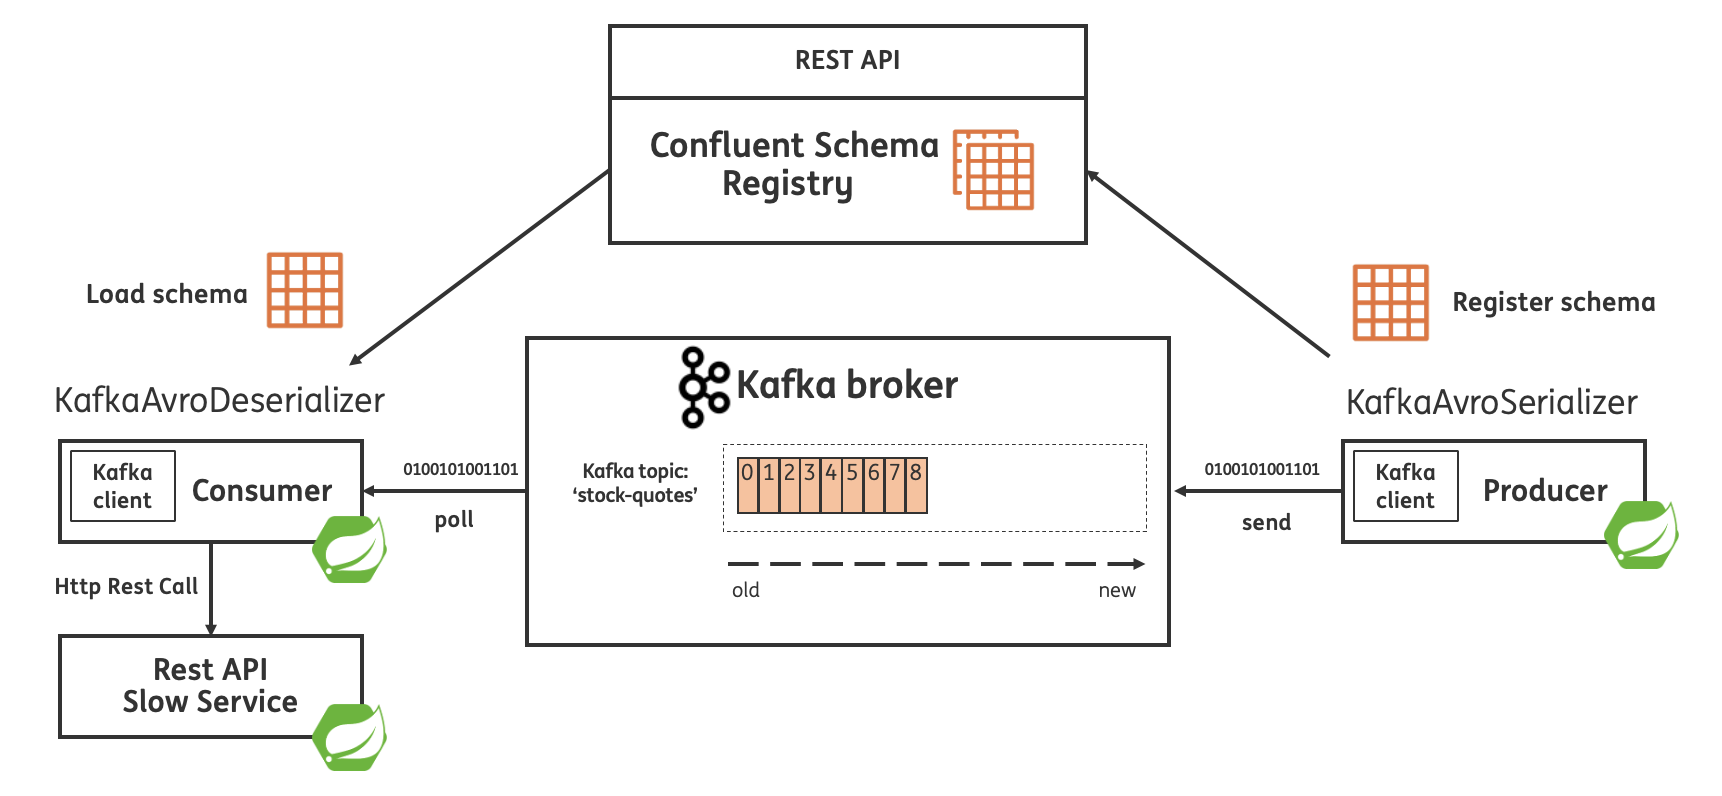 REST API
Confluent Schema
Registry
Load schema
Register schema
KafkaAvroDeserializer
Kafka broker
KafkaAvroSerializer
Kafka
client
Consumer
0100101001101
poll
Kafka topic:
‘stock-quotes’
0 1 2 3 4 5 6 7 8
old
new
0100101001101
send
Kafka
client
Producer
Http Rest Call
Rest API
Slow Service